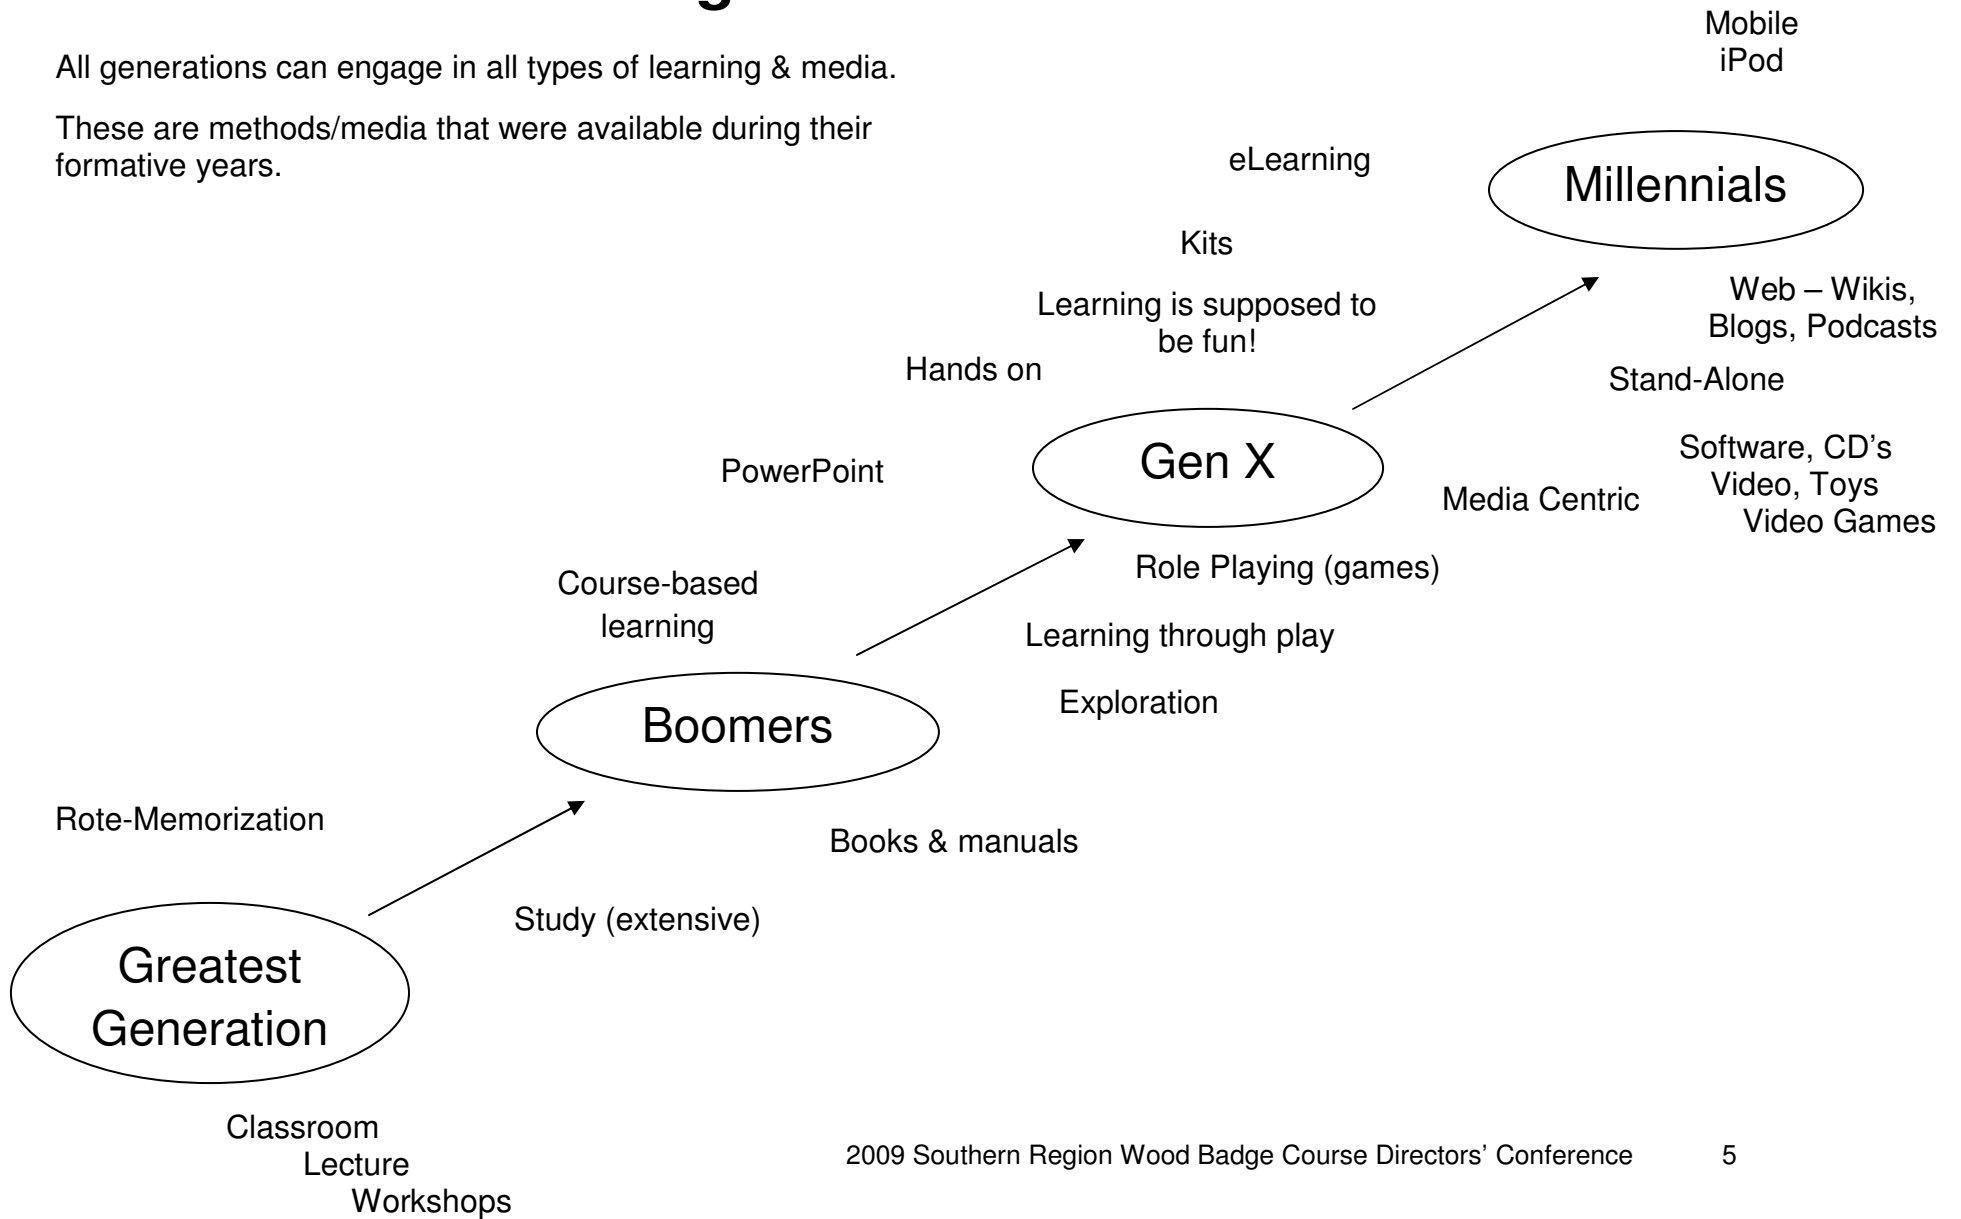 All generations can engage in all types of learning & media.
These are methods/media that were available during their
formative years.
Mobile
iPod
eLearning
Millennials
Kits
Learning is supposed to
be fun!
Web – Wikis,
Blogs, Podcasts
Hands on
Stand-Alone
Gen X
PowerPoint
Software, CD's
Video, Toys
Video Games
Media Centric
Role Playing (games)
Course-based
learning
Learning through play
Exploration
Boomers
Rote-Memorization
Books & manuals
Study (extensive)
Greatest
Generation
Classroom
Lecture
Workshops
2009 Southern Region Wood Badge Course Directors' Conference 5